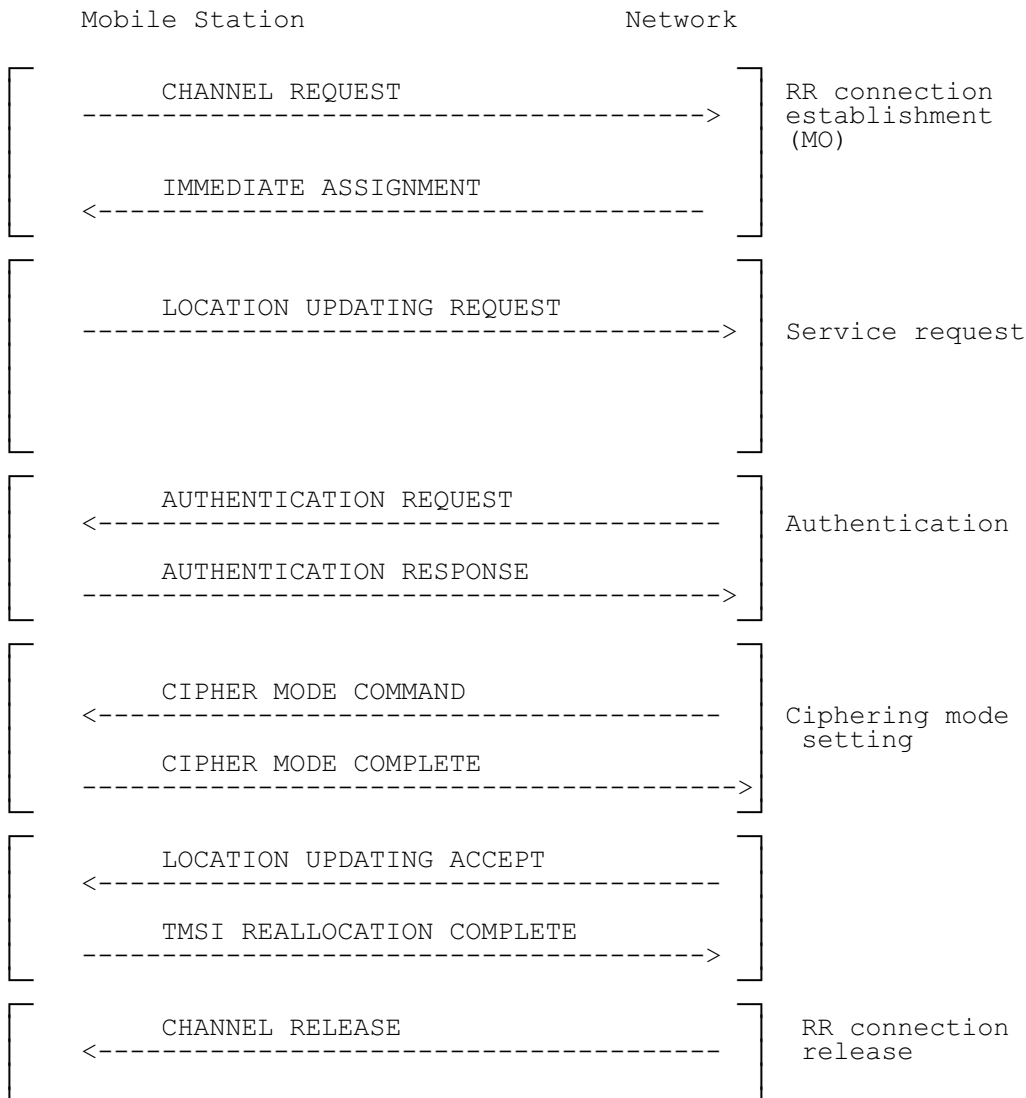 Mobile Station Network
CHANNEL REQUEST
RR connection
establishment
(MO)
IMMEDIATE ASSIGNMENT
LOCATION UPDATING REQUEST
Service request
AUTHENTICATION REQUEST
Authentication
AUTHENTICATION RESPONSE
CIPHER MODE COMMAND
Ciphering mode
setting
CIPHER MODE COMPLETE
LOCATION UPDATING ACCEPT
TMSI REALLOCATION COMPLETE
CHANNEL RELEASE
RR connection
release